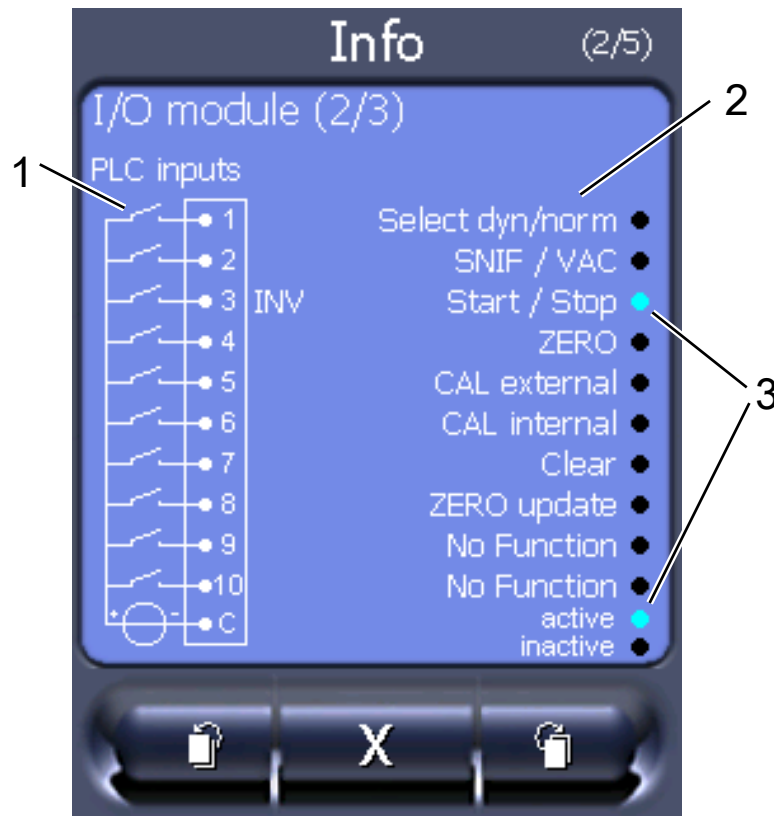 Info (2/5)
I/O module (2/3)
2
PLC inputs
1
1 Select dyn/norm
2 SNIF / VAC
3 INV Start / Stop
4 ZERO
3
5 CAL external
6 CAL internal
7 Clear
8 ZERO update
9 No Function
10 No Function
+ - C active
inactive
X